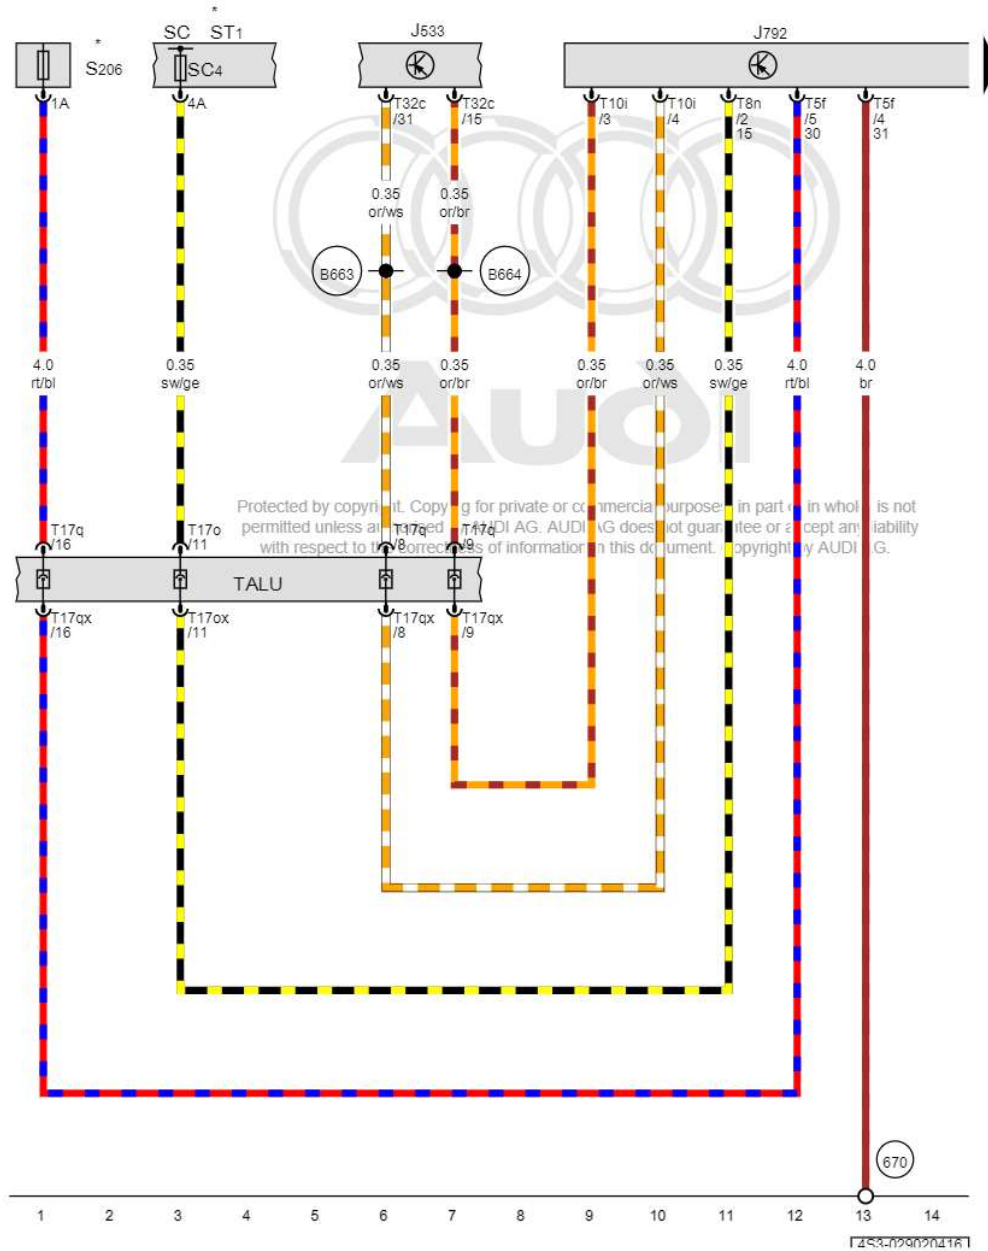 * S206
SC * ST1
SC4
J533
J792
1A
4A
T32c /31
T32c /15
T10i /3
T10i /4
T8n /2 15
T5f /5 30
T5f /4 31
0.35 or/ws
0.35 or/br
B663
B664
4.0 rt/bl
0.35 sw/ge
0.35 or/ws
0.35 or/br
0.35 or/br
0.35 or/ws
0.35 sw/ge
4.0 rt/bl
4.0 br
Audi
Protected by copyright. Copying for private or commercial purposes, in part or in whole, is not
permitted unless authorised by AUDI AG. AUDI AG does not guarantee or accept any liability
with respect to the correctness of information in this document. Copyright by AUDI AG.
T17q /16
T17o /11
T17q /8
T17q /9
TALU
T17qx /16
T17ox /11
T17qx /8
T17qx /9
670
1 2 3 4 5 6 7 8 9 10 11 12 13 14
4S3-029020416